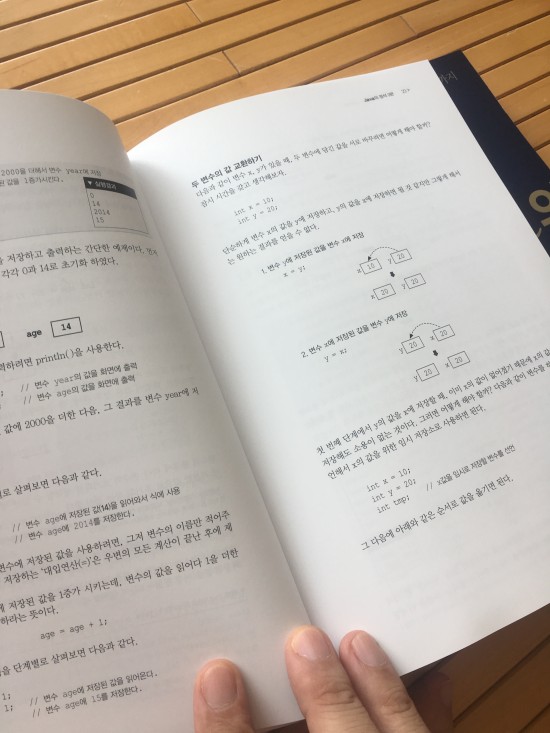 2000을 더해서 변수 year에 저장
된 값을 1증가시킨다.
▼ 실행결과
0
14
2014
15
을 저장하고 출력하는 간단한 예제이다. 먼저
각각 0과 14로 초기화 하였다.
age 14
력하려면 println()을 사용한다.
; // 변수 year의 값을 화면에 출력
// 변수 age의 값을 화면에 출력
값에 2000을 더한 다음, 그 결과를 변수 year에 저
로 살펴보면 다음과 같다.
// 변수 age에 저장된 값(14)을 읽어와서 식에 사용
// 변수 age에 2014를 저장한다.
변수에 저장된 값을 사용하려면, 그저 변수의 이름만 적어주
저장하는 '대입연산(=)'은 우변의 모든 계산이 끝난 후에 제
에 저장된 값을 1증가 시키는데, 변수의 값을 읽어다 1을 더한
하라는 뜻이다.
age = age + 1;
을 단계별로 살펴보면 다음과 같다.
1; // 변수 age에 저장된 값을 읽어온다.
1; // 변수 age에 15를 저장한다.
두 변수의 값 교환하기
다음과 같이 변수 x, y가 있을 때, 두 변수에 담긴 값을 서로 바꾸려면 어떻게 해야 할까?
잠시 시간을 갖고 생각해보자.
int x = 10;
int y = 20;
단순하게 변수 x의 값을 y에 저장하고, y의 값을 x에 저장하면 될 것 같지만 그렇게 해서
는 원하는 결과를 얻을 수 없다.
1. 변수 y에 저장된 값을 변수 x에 저장
x = y;
x 10 y 20
x 20 y 20
2. 변수 x에 저장된 값을 변수 y에 저장
y = x;
y 20 x 20
y 20 x 20
첫 번째 단계에서 y의 값을 x에 저장할 때, 이미 x의 값이 없어졌기 때문에 x의 값
저장해도 소용이 없는 것이다. 그러면 어떻게 해야 할까? 다음과 같이 변수를 하
언해서 x의 값을 위한 임시 저장소로 사용하면 된다.
int x = 10;
int y = 20;
int tmp; // x값을 임시로 저장할 변수를 선언
그 다음에 아래와 같은 순서로 값을 옮기면 된다.